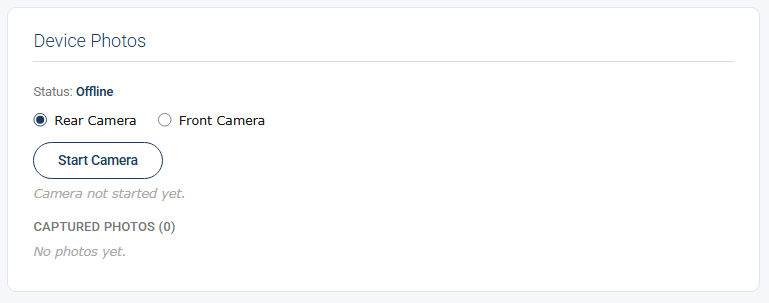 Device Photos
Status: Offline
Rear Camera Front Camera
Start Camera
Camera not started yet.
CAPTURED PHOTOS (0)
No photos yet.